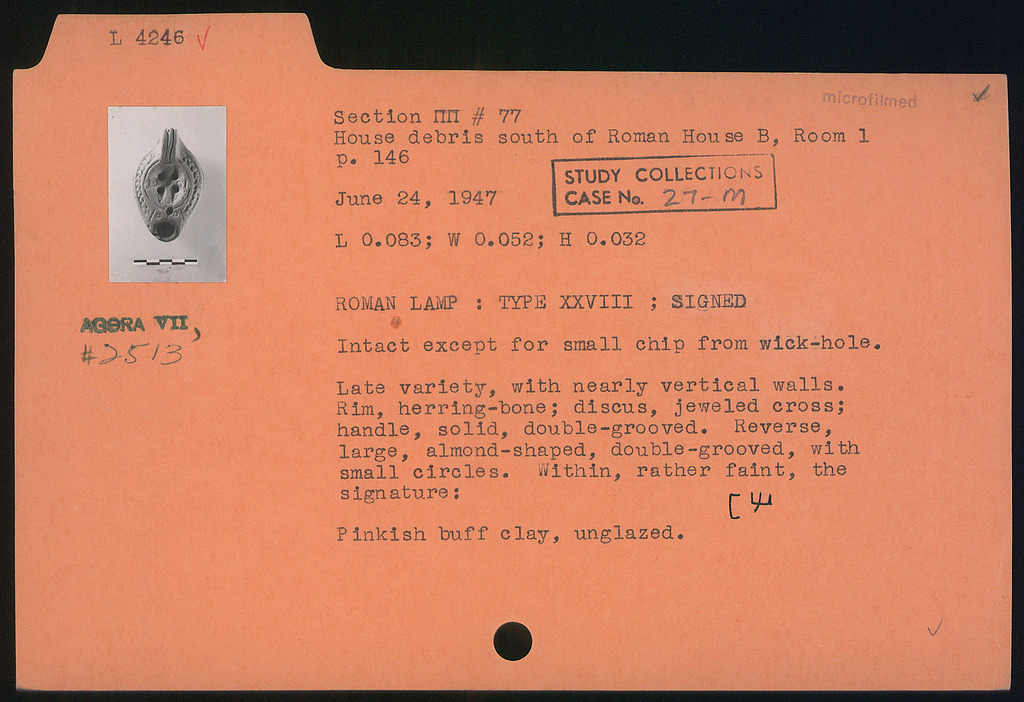 L 4246 ✓
microfilmed ✓
Section ΠΠ # 77
House debris south of Roman House B, Room 1
p. 146
STUDY COLLECTIONS
CASE No. 27-M
June 24, 1947
L 0.083; W 0.052; H 0.032
ROMAN LAMP : TYPE XXVIII ; SIGNED
AGORA VII,
#2513
Intact except for small chip from wick-hole.
Late variety, with nearly vertical walls.
Rim, herring-bone; discus, jeweled cross;
handle, solid, double-grooved. Reverse,
large, almond-shaped, double-grooved, with
small circles. Within, rather faint, the
signature:
[Ψ
Pinkish buff clay, unglazed.
✓